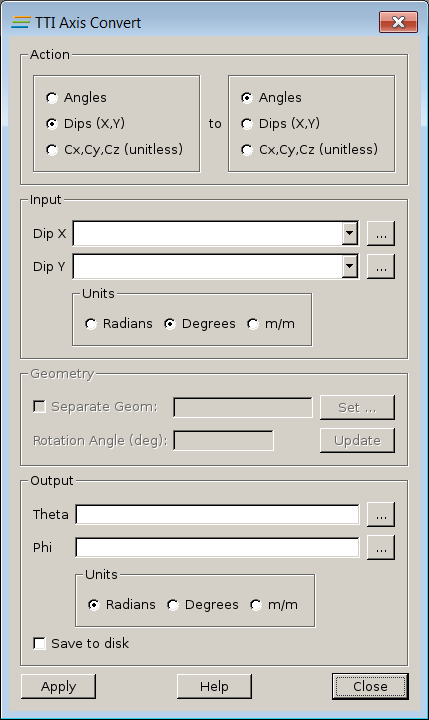 TTI Axis Convert
Action
Angles
Dips (X,Y)
Cx,Cy,Cz (unitless)
to
Angles
Dips (X,Y)
Cx,Cy,Cz (unitless)
Input
Dip X
...
Dip Y
...
Units
Radians Degrees m/m
Geometry
Separate Geom: Set ...
Rotation Angle (deg): Update
Output
Theta ...
Phi ...
Units
Radians Degrees m/m
Save to disk
Apply Help Close